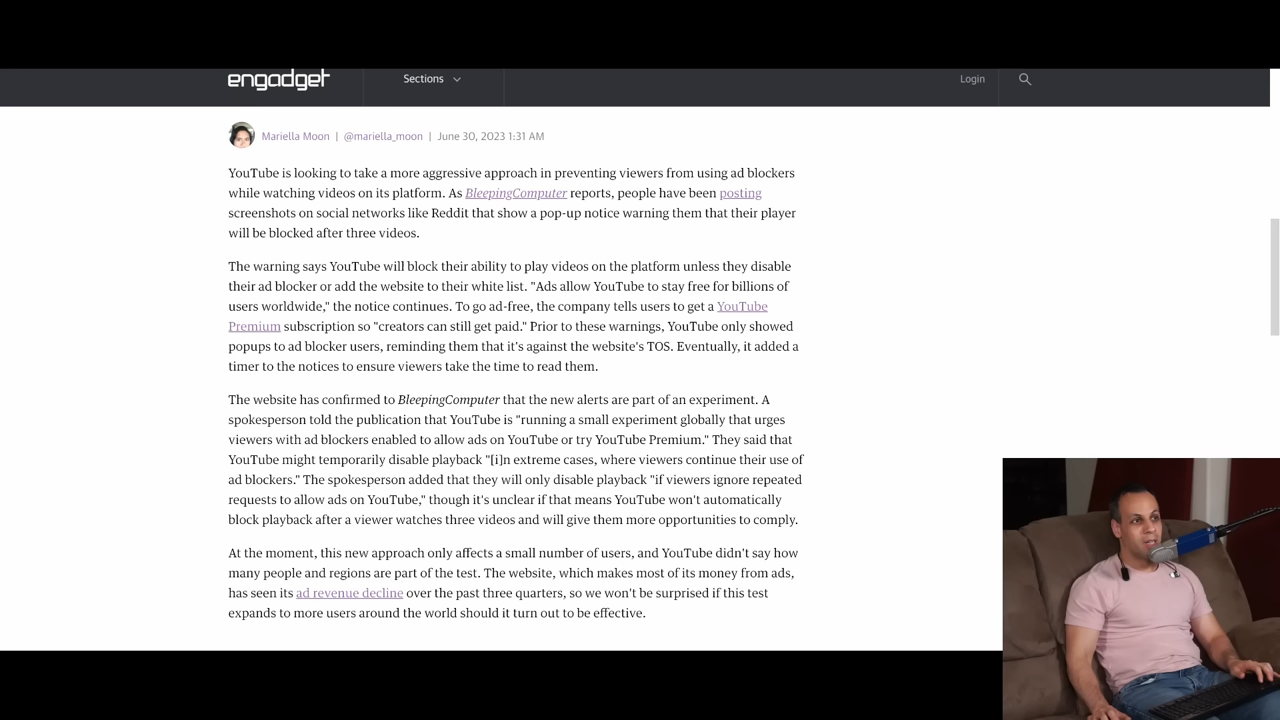 engadget
Sections
Login
Mariella Moon | @mariella_moon | June 30, 2023 1:31 AM
YouTube is looking to take a more aggressive approach in preventing viewers from using ad blockers
while watching videos on its platform. As BleepingComputer reports, people have been posting
screenshots on social networks like Reddit that show a pop-up notice warning them that their player
will be blocked after three videos.
The warning says YouTube will block their ability to play videos on the platform unless they disable
their ad blocker or add the website to their white list. "Ads allow YouTube to stay free for billions of
users worldwide," the notice continues. To go ad-free, the company tells users to get a YouTube
Premium subscription so "creators can still get paid." Prior to these warnings, YouTube only showed
popups to ad blocker users, reminding them that it's against the website's TOS. Eventually, it added a
timer to the notices to ensure viewers take the time to read them.
The website has confirmed to BleepingComputer that the new alerts are part of an experiment. A
spokesperson told the publication that YouTube is "running a small experiment globally that urges
viewers with ad blockers enabled to allow ads on YouTube or try YouTube Premium." They said that
YouTube might temporarily disable playback "[i]n extreme cases, where viewers continue their use of
ad blockers." The spokesperson added that they will only disable playback "if viewers ignore repeated
requests to allow ads on YouTube," though it's unclear if that means YouTube won't automatically
block playback after a viewer watches three videos and will give them more opportunities to comply.
At the moment, this new approach only affects a small number of users, and YouTube didn't say how
many people and regions are part of the test. The website, which makes most of its money from ads,
has seen its ad revenue decline over the past three quarters, so we won't be surprised if this test
expands to more users around the world should it turn out to be effective.